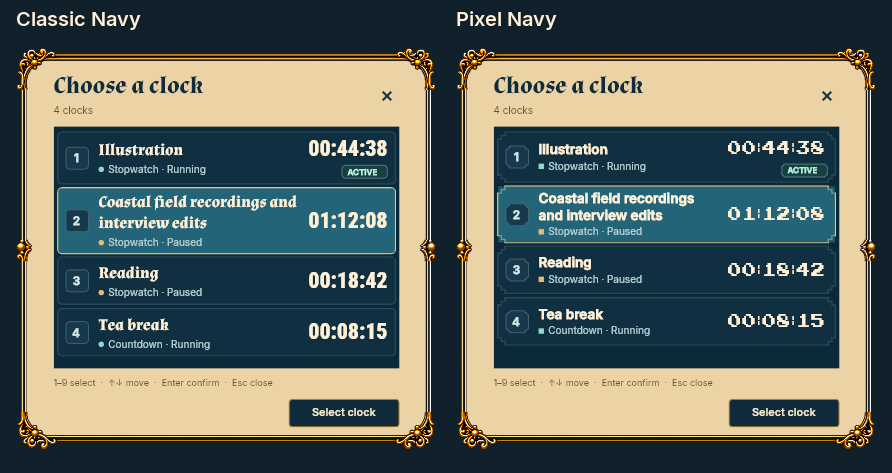 Classic Navy
Choose a clock
4 clocks
×
1
Illustration
Stopwatch · Running
00:44:38
ACTIVE
2
Coastal field recordings and
interview edits
Stopwatch · Paused
01:12:08
3
Reading
Stopwatch · Paused
00:18:42
4
Tea break
Countdown · Running
00:08:15
1–9 select · ↑↓ move · Enter confirm · Esc close
Select clock
Pixel Navy
Choose a clock
4 clocks
×
1
Illustration
Stopwatch · Running
00:44:38
ACTIVE
2
Coastal field recordings
and interview edits
Stopwatch · Paused
01:12:08
3
Reading
Stopwatch · Paused
00:18:42
4
Tea break
Countdown · Running
00:08:15
1–9 select · ↑↓ move · Enter confirm · Esc close
Select clock